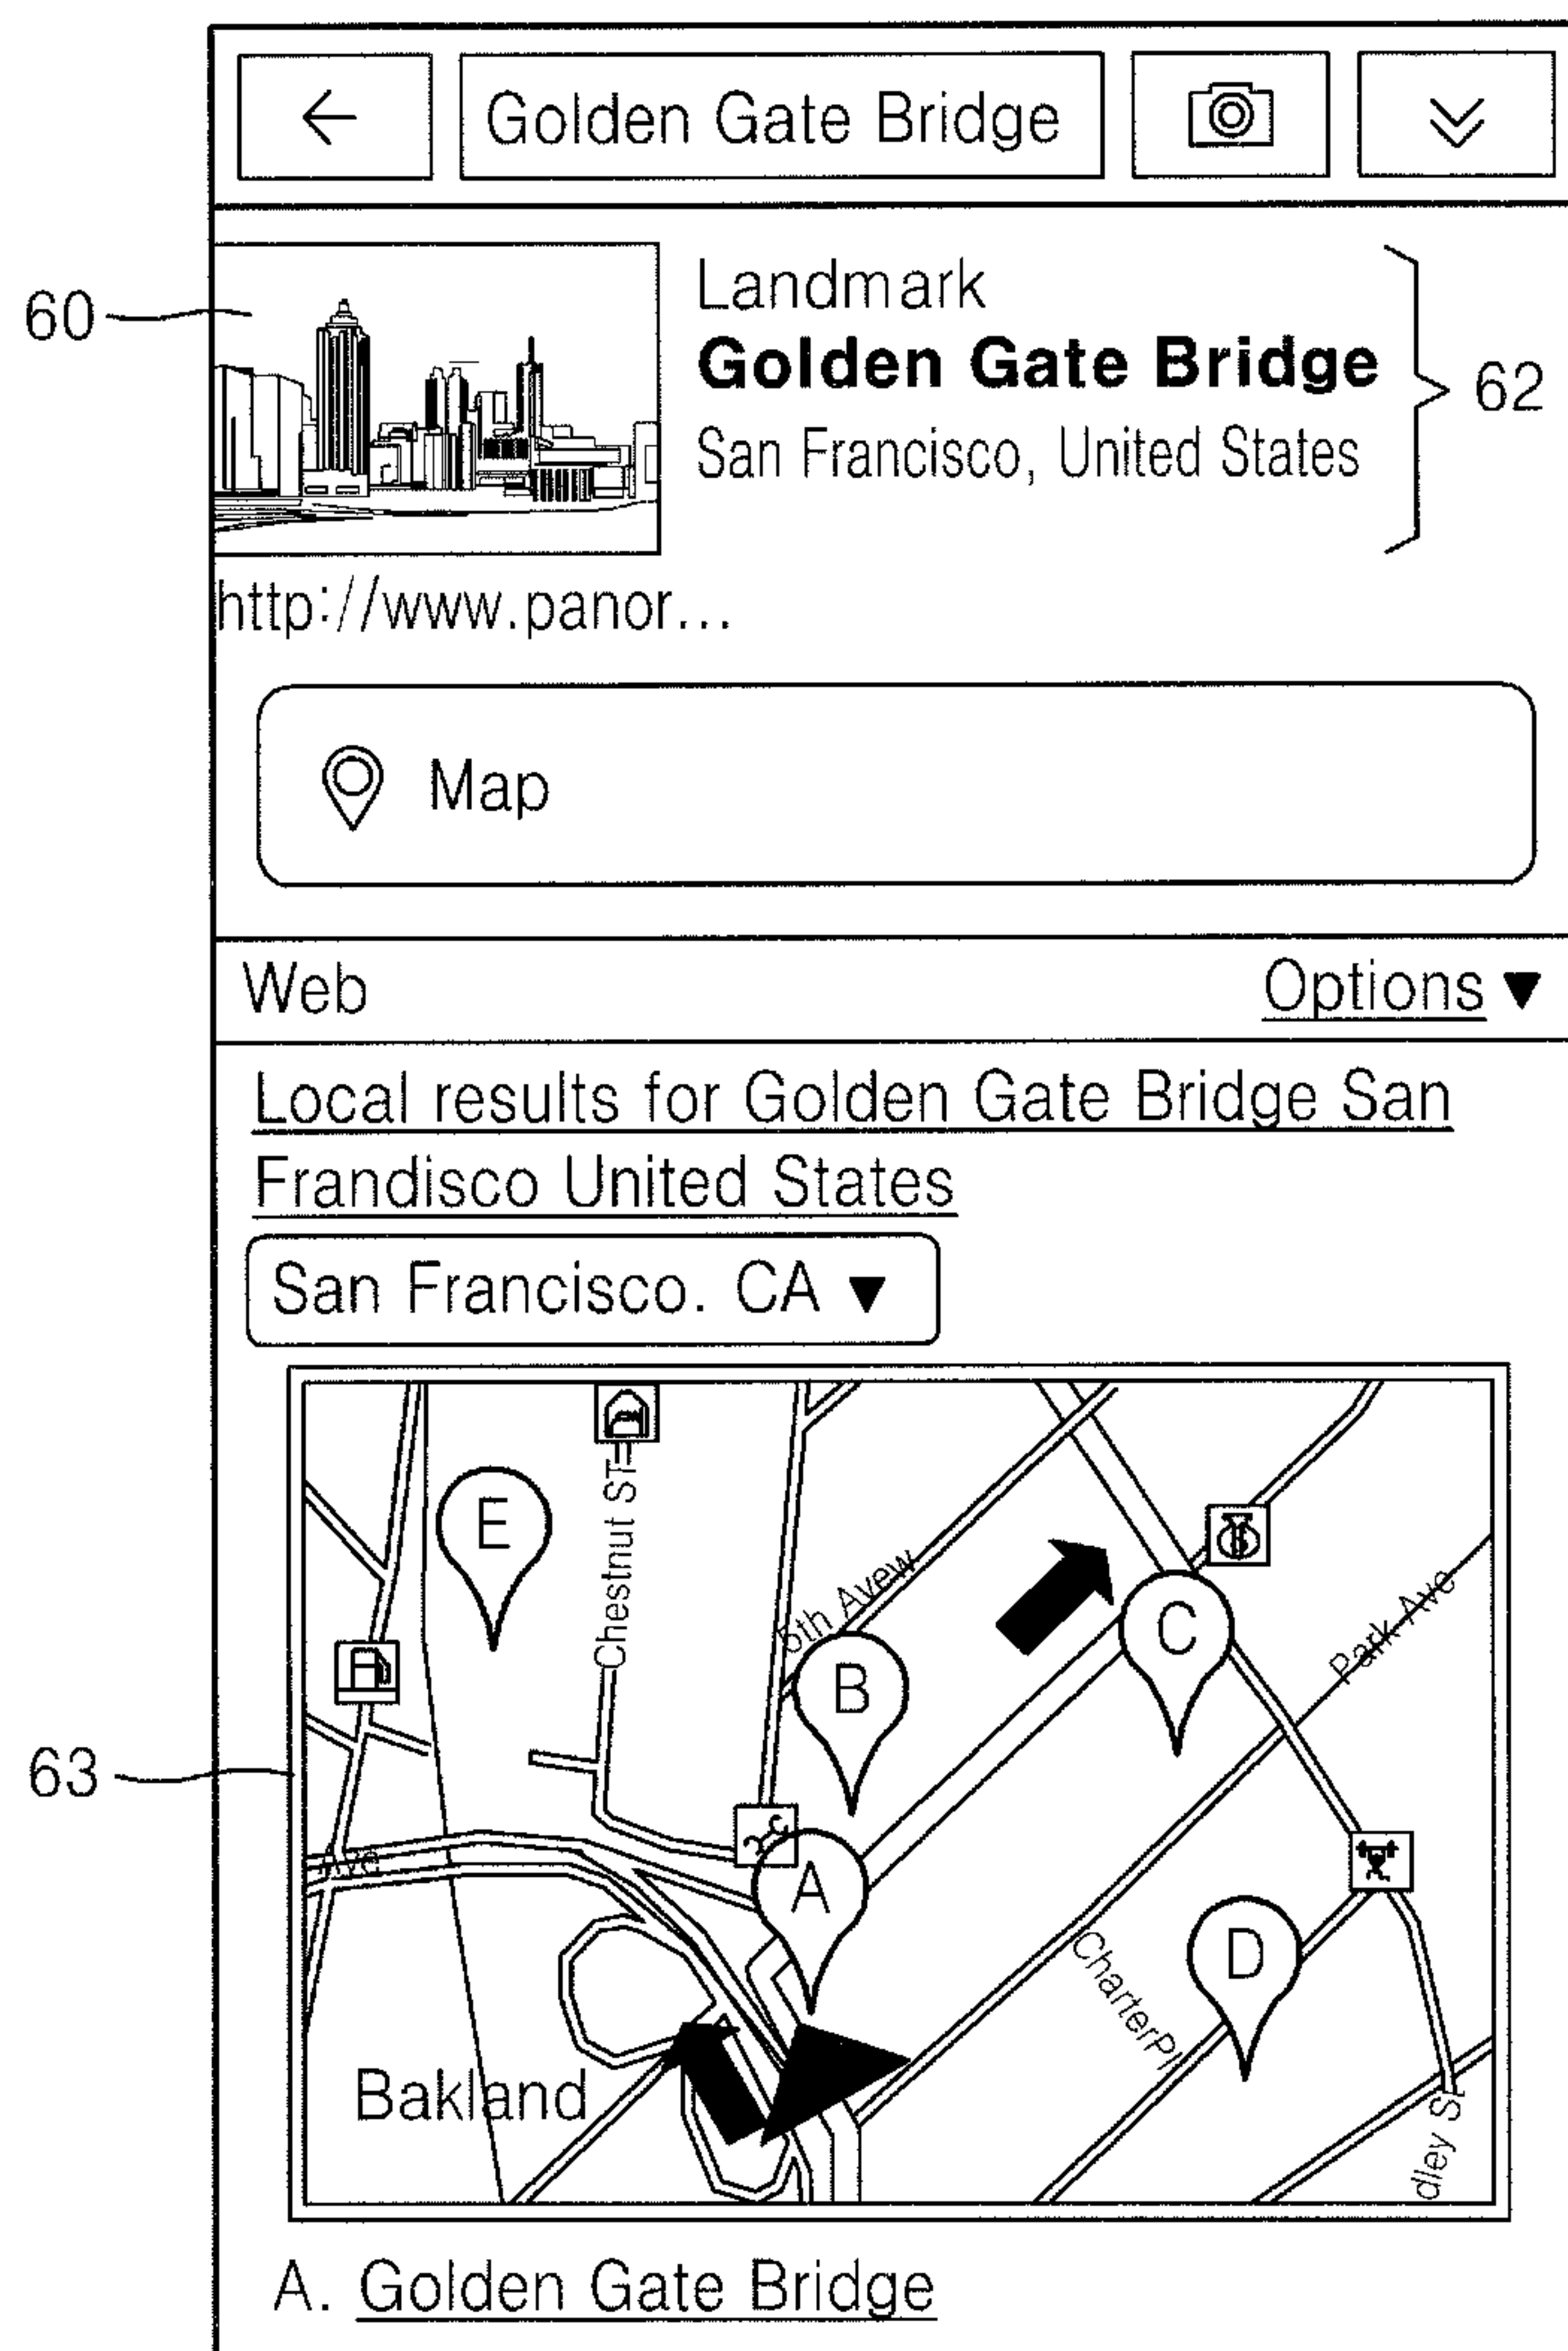 Golden Gate Bridge
60
Landmark
Golden Gate Bridge
San Francisco, United States
62
http://www.panor...
Map
Web
Options ▼
Local results for Golden Gate Bridge San
Frandisco United States
San Francisco. CA ▼
E
Chestnut ST
5th Avew
C
Park Ave
B
63
Ave
A
D
CharterPl
Bakland
dley St
A. Golden Gate Bridge